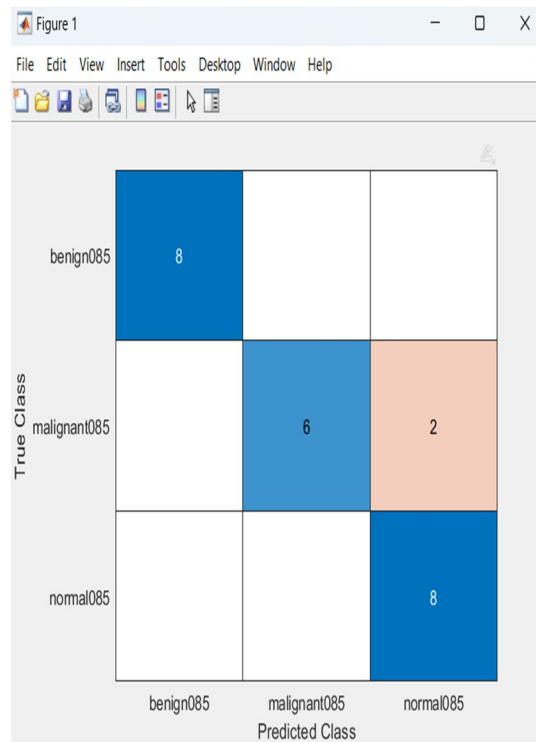 Figure 1
File Edit View Insert Tools Desktop Window Help
benign085
8
True Class
malignant085
6
2
normal085
8
benign085 malignant085 normal085
Predicted Class